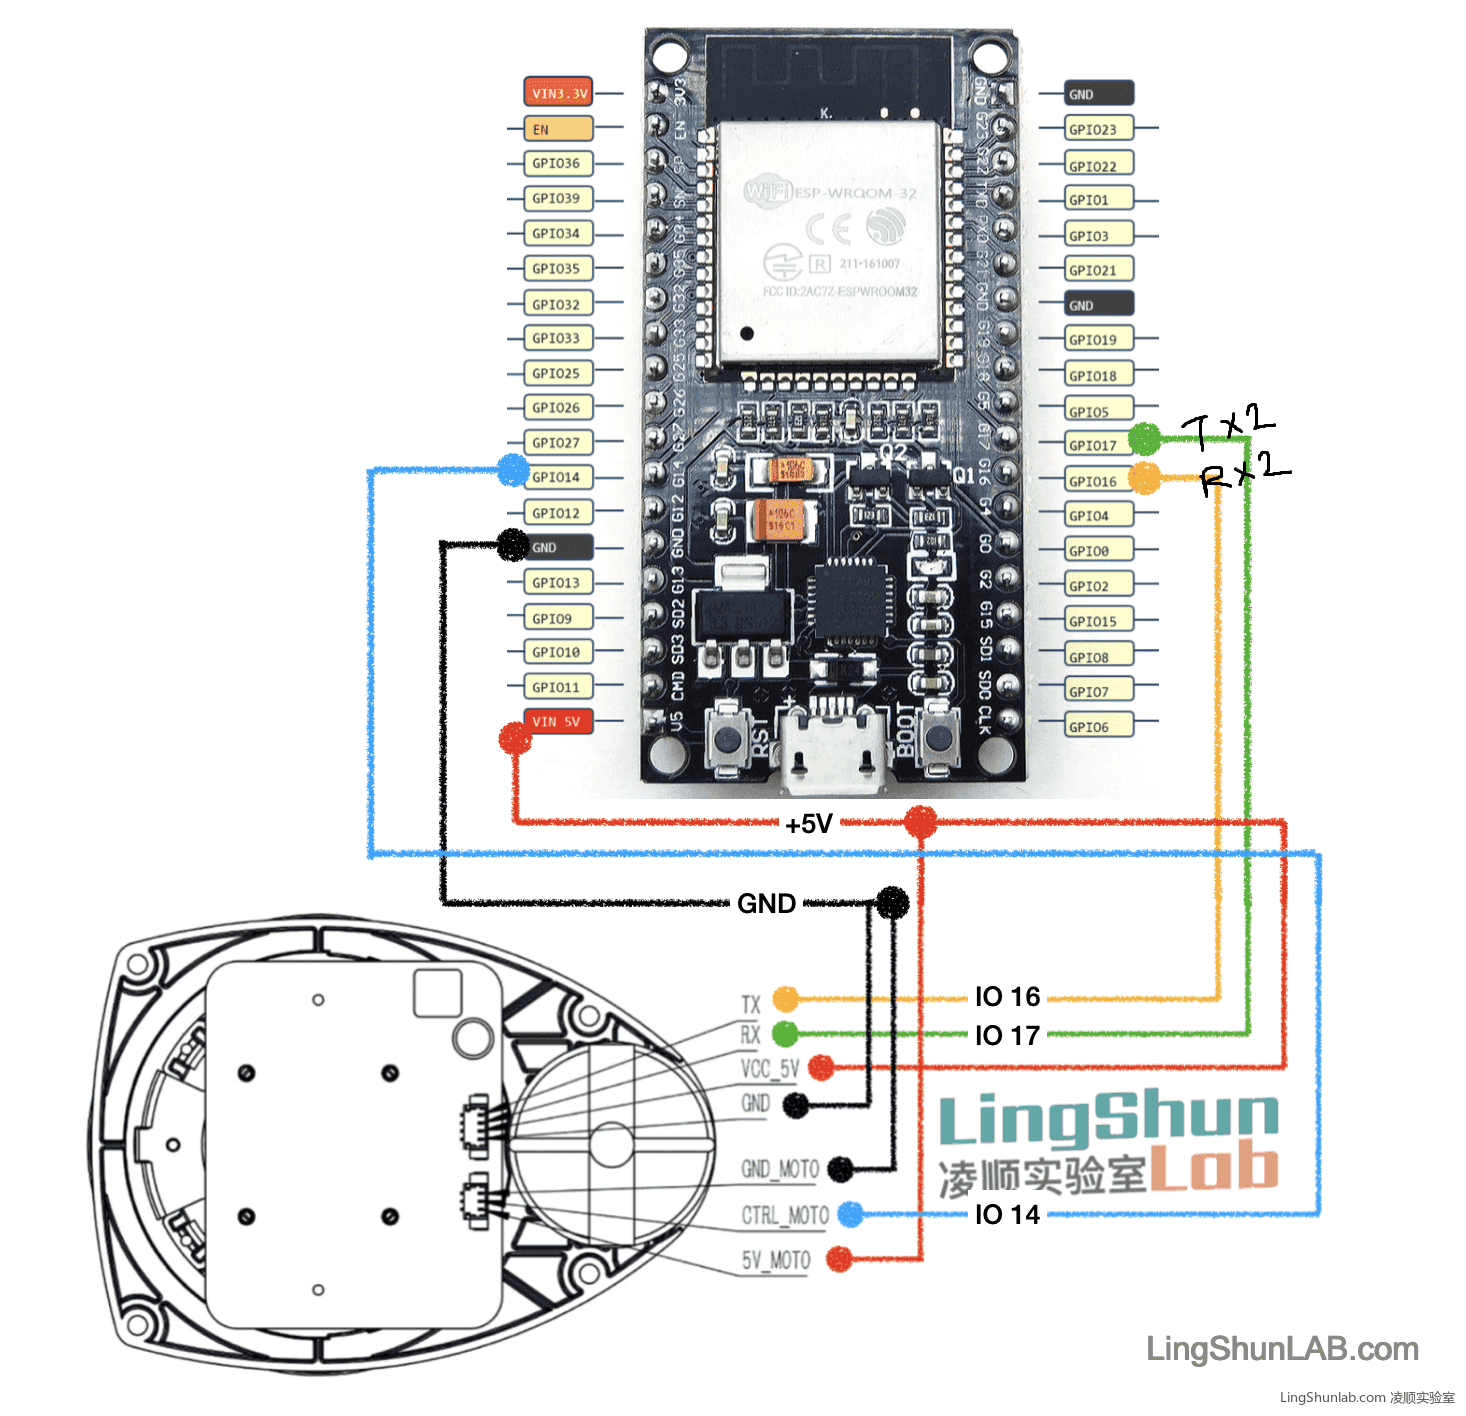 VIN3.3V
EN
GPIO36
GPIO39
GPIO34
GPIO35
GPIO32
GPIO33
GPIO25
GPIO26
GPIO27
GPIO14
GPIO12
GND
GPIO13
GPIO9
GPIO10
GPIO11
VIN 5V
3V3
EN
SP
SN
G34
G35
G32
G33
G25
G26
G27
G14
G12
GND
G13
SD2
SD3
CMD
V5
K.
WiFi ESP-WROOM-32
CE
R 211-161007
FCC ID:2AC7Z-ESPWROOM32
Q2
Q1
106C
106C
RST
BOOT
GND
G23
G22
TXD
RXD
G21
GND
G19
G18
G5
G17
G16
G4
G0
G2
G15
SD1
SD0
CLK
GND
GPIO23
GPIO22
GPIO1
GPIO3
GPIO21
GND
GPIO19
GPIO18
GPIO5
GPIO17
GPIO16
GPIO4
GPIO0
GPIO2
GPIO15
GPIO8
GPIO7
GPIO6
Tx2
Rx2
+5V
GND
TX
IO 16
RX
IO 17
VCC_5V
GND
GND_MOTO
CTRL_MOTO
IO 14
5V_MOTO
LingShun
凌顺实验室Lab
LingShunLAB.com
LingShunlab.com 凌顺实验室